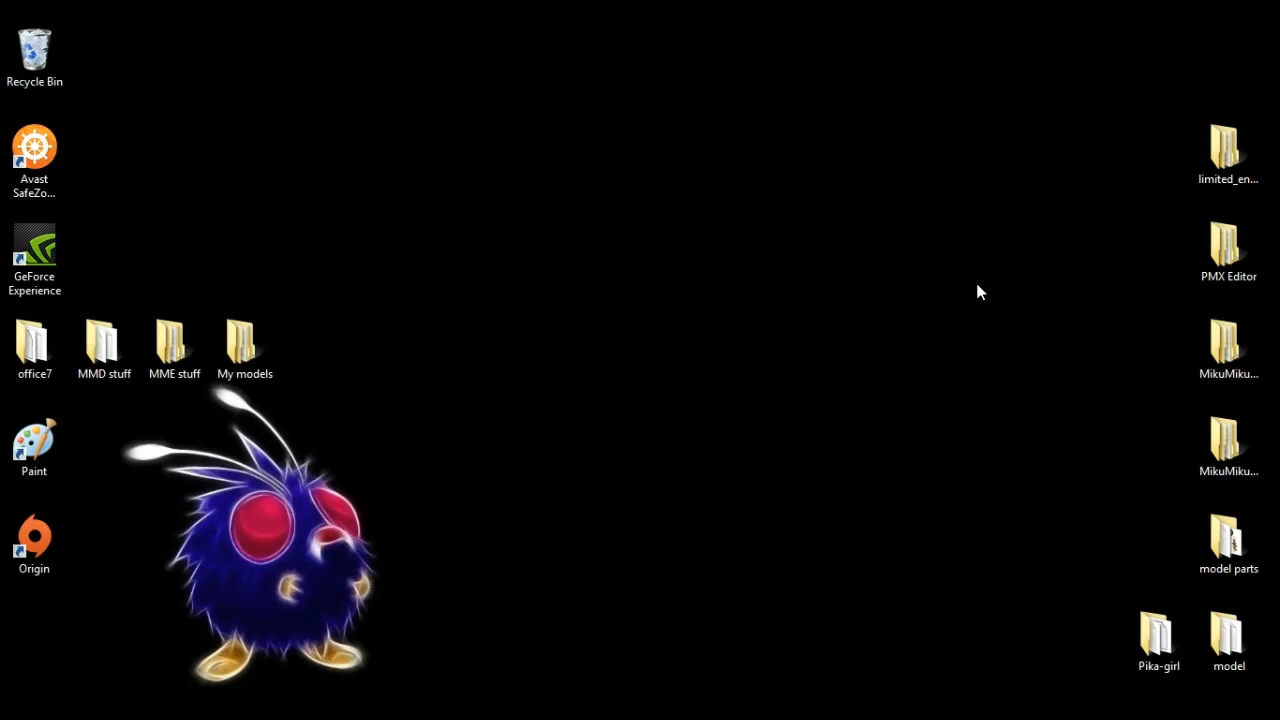 Recycle Bin
Avast
SafeZo...
GeForce
Experience
office7
MMD stuff
MME stuff
My models
Paint
Origin
limited_en...
PMX Editor
MikuMiku...
MikuMiku...
model parts
Pika-girl
model